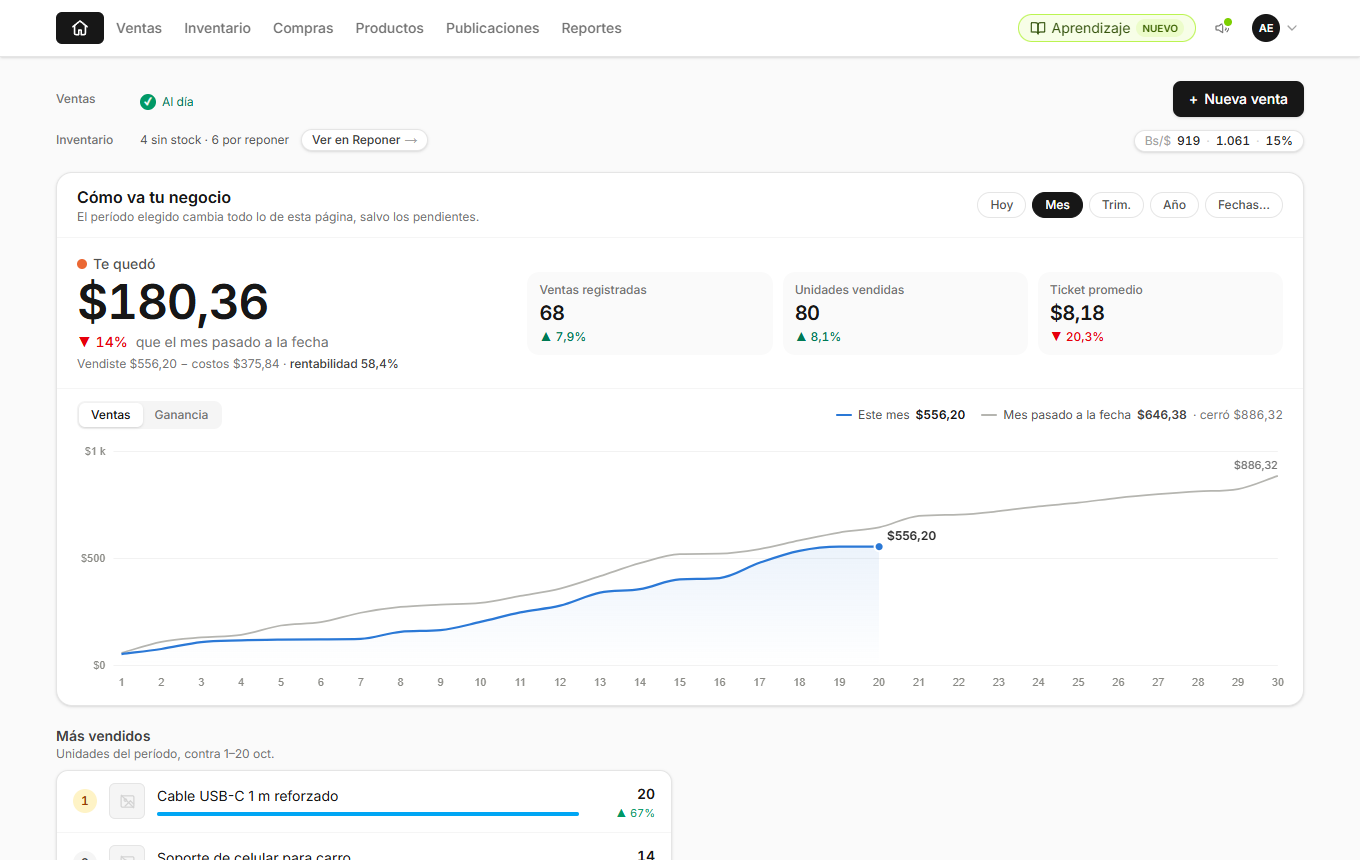 Ventas Inventario Compras Productos Publicaciones Reportes Aprendizaje NUEVO AE
Ventas Al día + Nueva venta
Inventario 4 sin stock · 6 por reponer Ver en Reponer → Bs/$ 919 · 1.061 · 15%
Cómo va tu negocio
El período elegido cambia todo lo de esta página, salvo los pendientes.
Hoy Mes Trim. Año Fechas...
Te quedó
$180,36
▼ 14% que el mes pasado a la fecha
Vendiste $556,20 − costos $375,84 · rentabilidad 58,4%
Ventas registradas
68
▲ 7,9%
Unidades vendidas
80
▲ 8,1%
Ticket promedio
$8,18
▼ 20,3%
Ventas Ganancia
Este mes $556,20 Mes pasado a la fecha $646,38 · cerró $886,32
$1 k
$886,32
$556,20
$500
$0
1 2 3 4 5 6 7 8 9 10 11 12 13 14 15 16 17 18 19 20 21 22 23 24 25 26 27 28 29 30
Más vendidos
Unidades del período, contra 1–20 oct.
1 Cable USB-C 1 m reforzado 20
▲ 67%
Soporte de celular para carro 14